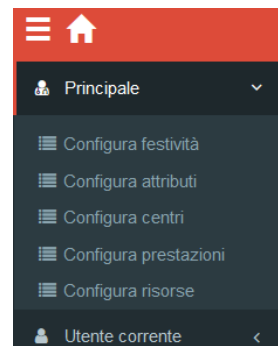 Principale
Configura festività
Configura attributi
Configura centri
Configura prestazioni
Configura risorse
Utente corrente